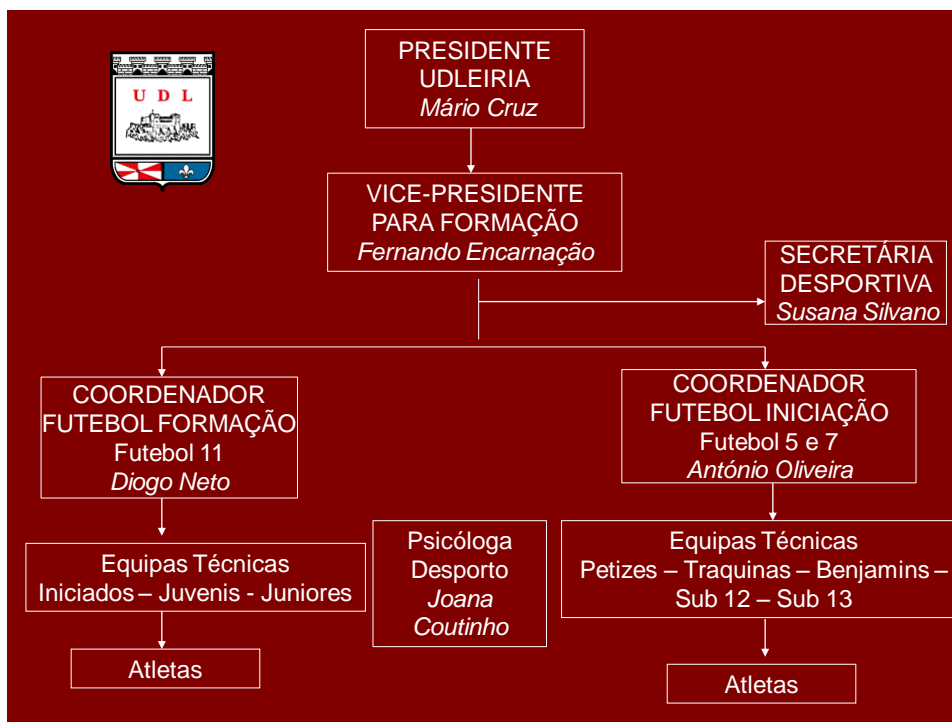 U D L
PRESIDENTE
UDLEIRIA
Mário Cruz
VICE-PRESIDENTE
PARA FORMAÇÃO
Fernando Encarnação
SECRETÁRIA
DESPORTIVA
Susana Silvano
COORDENADOR
FUTEBOL FORMAÇÃO
Futebol 11
Diogo Neto
COORDENADOR
FUTEBOL INICIAÇÃO
Futebol 5 e 7
António Oliveira
Equipas Técnicas
Iniciados – Juvenis - Juniores
Psicóloga
Desporto
Joana
Coutinho
Equipas Técnicas
Petizes – Traquinas – Benjamins –
Sub 12 – Sub 13
Atletas
Atletas